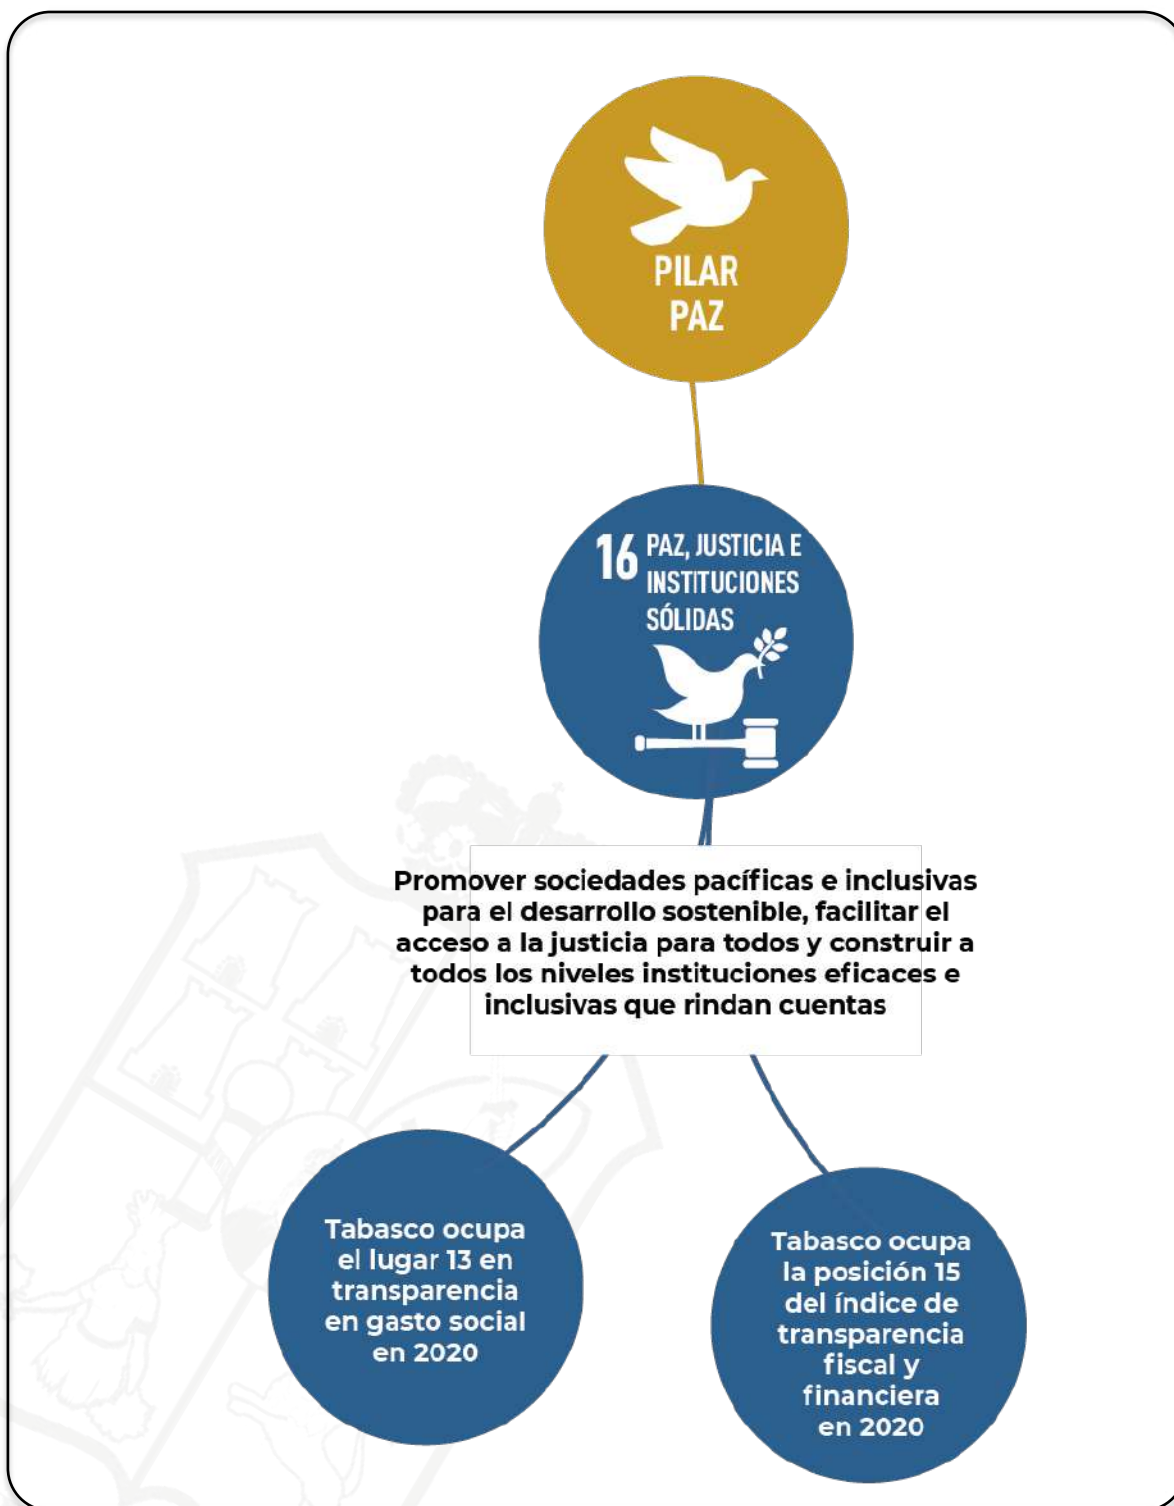 PILAR
PAZ
16 PAZ, JUSTICIA E
INSTITUCIONES
SÓLIDAS
Promover sociedades pacíficas e inclusivas
para el desarrollo sostenible, facilitar el
acceso a la justicia para todos y construir a
todos los niveles instituciones eficaces e
inclusivas que rindan cuentas
Tabasco ocupa
el lugar 13 en
transparencia
en gasto social
en 2020
Tabasco ocupa
la posición 15
del índice de
transparencia
fiscal y
financiera
en 2020